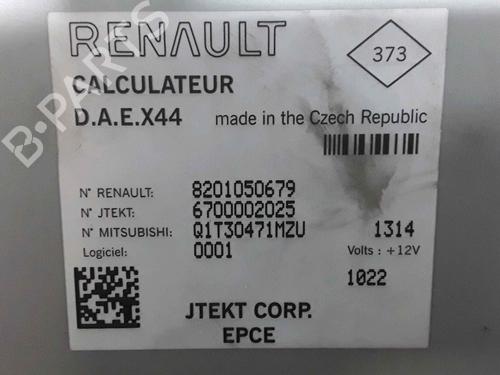 RENAULT
373
CALCULATEUR
D.A.E.X44 made in the Czech Republic
N° RENAULT: 8201050679
N° JTEKT: 6700002025
N° MITSUBISHI: Q1T30471MZU 1314
Logiciel: 0001 Volts : +12V
1022
JTEKT CORP.
EPCE
B-PARTS